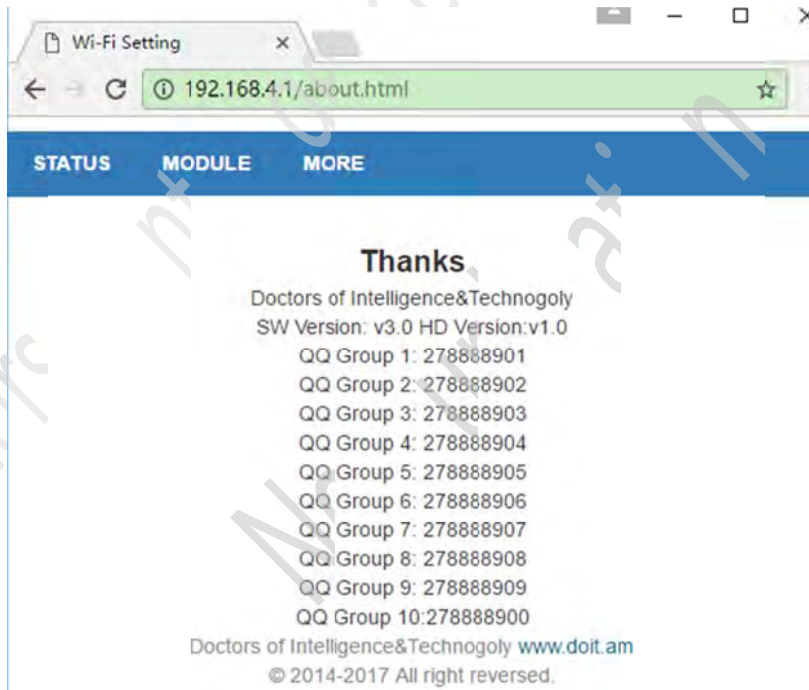 Wi-Fi Setting
192.168.4.1/about.html
STATUS MODULE MORE
Thanks
Doctors of Intelligence&Technogoly
SW Version: v3.0 HD Version:v1.0
QQ Group 1: 278888901
QQ Group 2: 278888902
QQ Group 3: 278888903
QQ Group 4: 278888904
QQ Group 5: 278888905
QQ Group 6: 278888906
QQ Group 7: 278888907
QQ Group 8: 278888908
QQ Group 9: 278888909
QQ Group 10:278888900
Doctors of Intelligence&Technogoly www.doit.am
© 2014-2017 All right reversed.